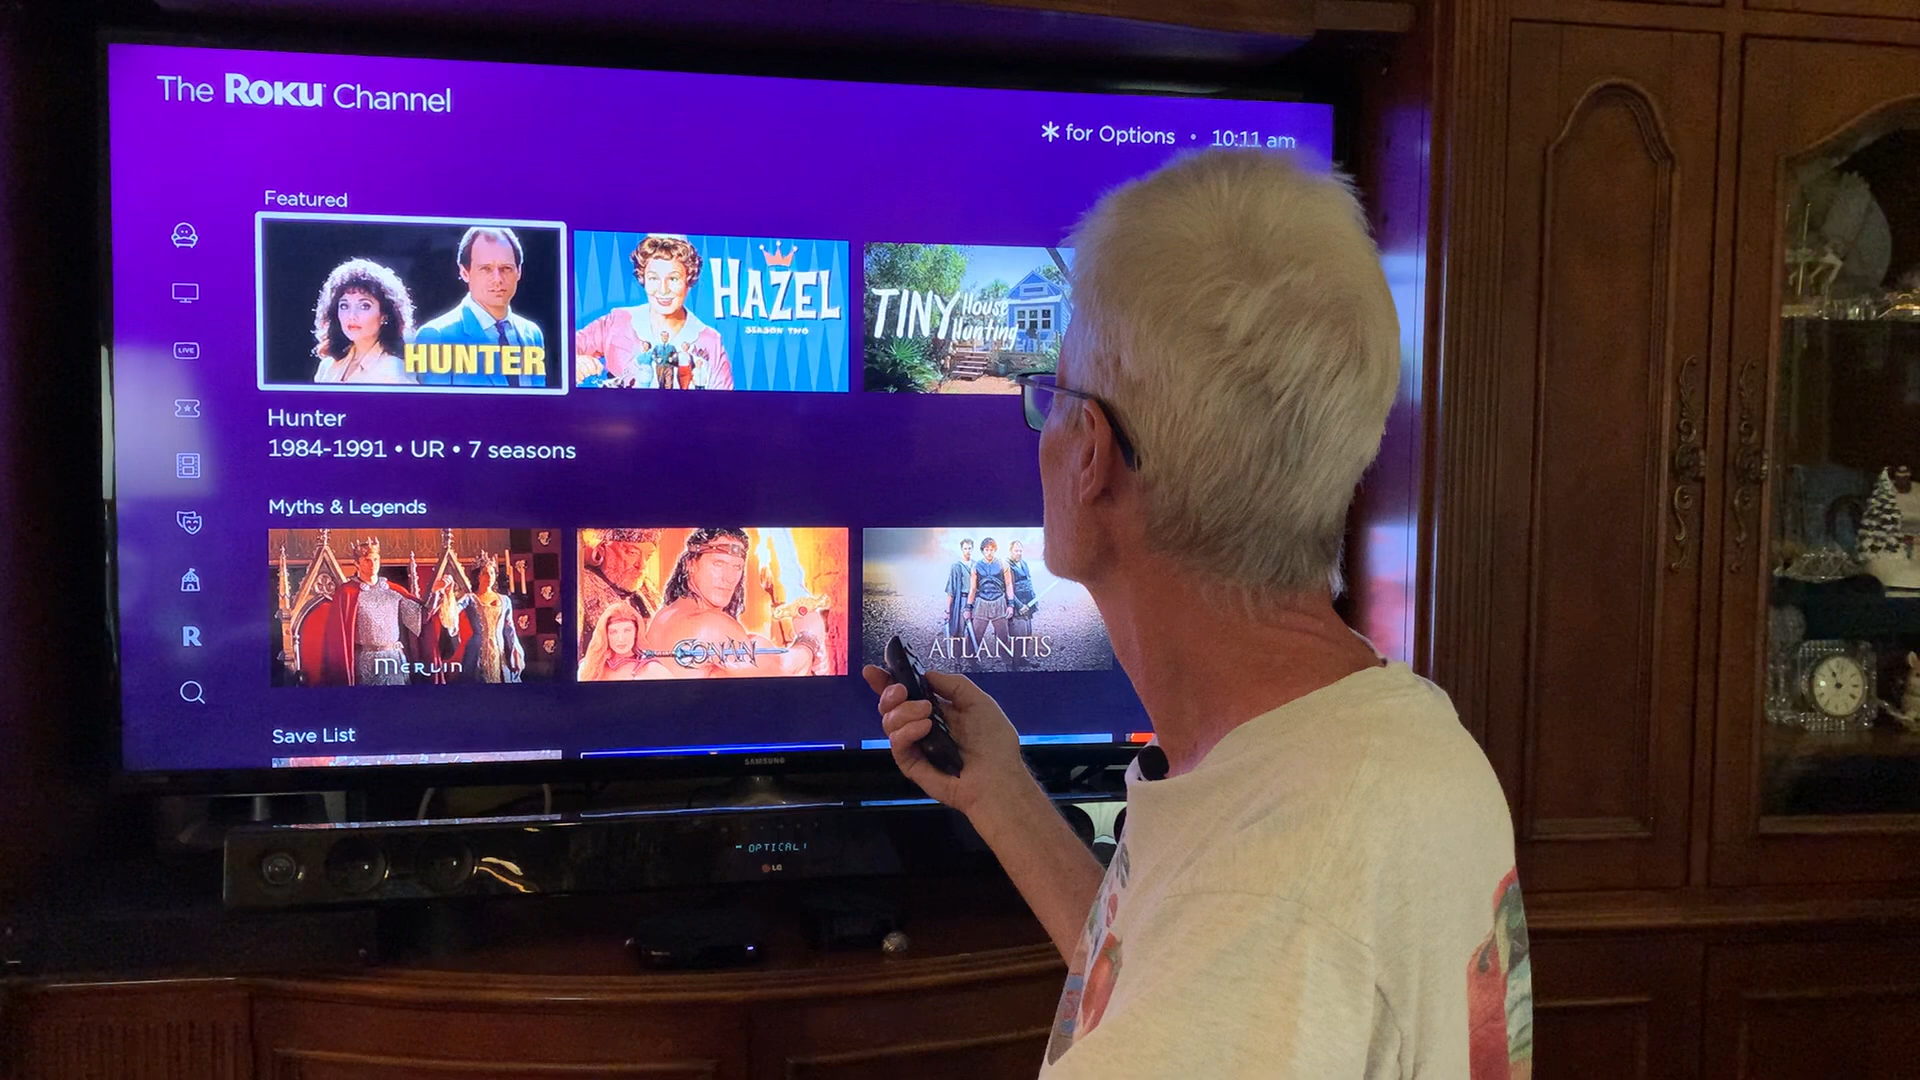 The Roku Channel
* for Options • 10:11 am
Featured
HUNTER
HAZEL
SEASON TWO
TINY House Hunting
LIVE
Hunter
1984-1991 • UR • 7 seasons
Myths & Legends
MERLIN
CONAN
ATLANTIS
R
Save List
SAMSUNG
OPTICAL!
LG